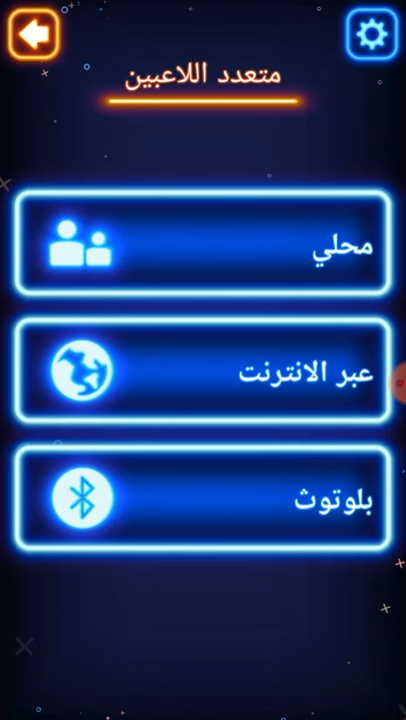 متعدد اللاعبين
محلي
عبر الانترنت
بلوتوث